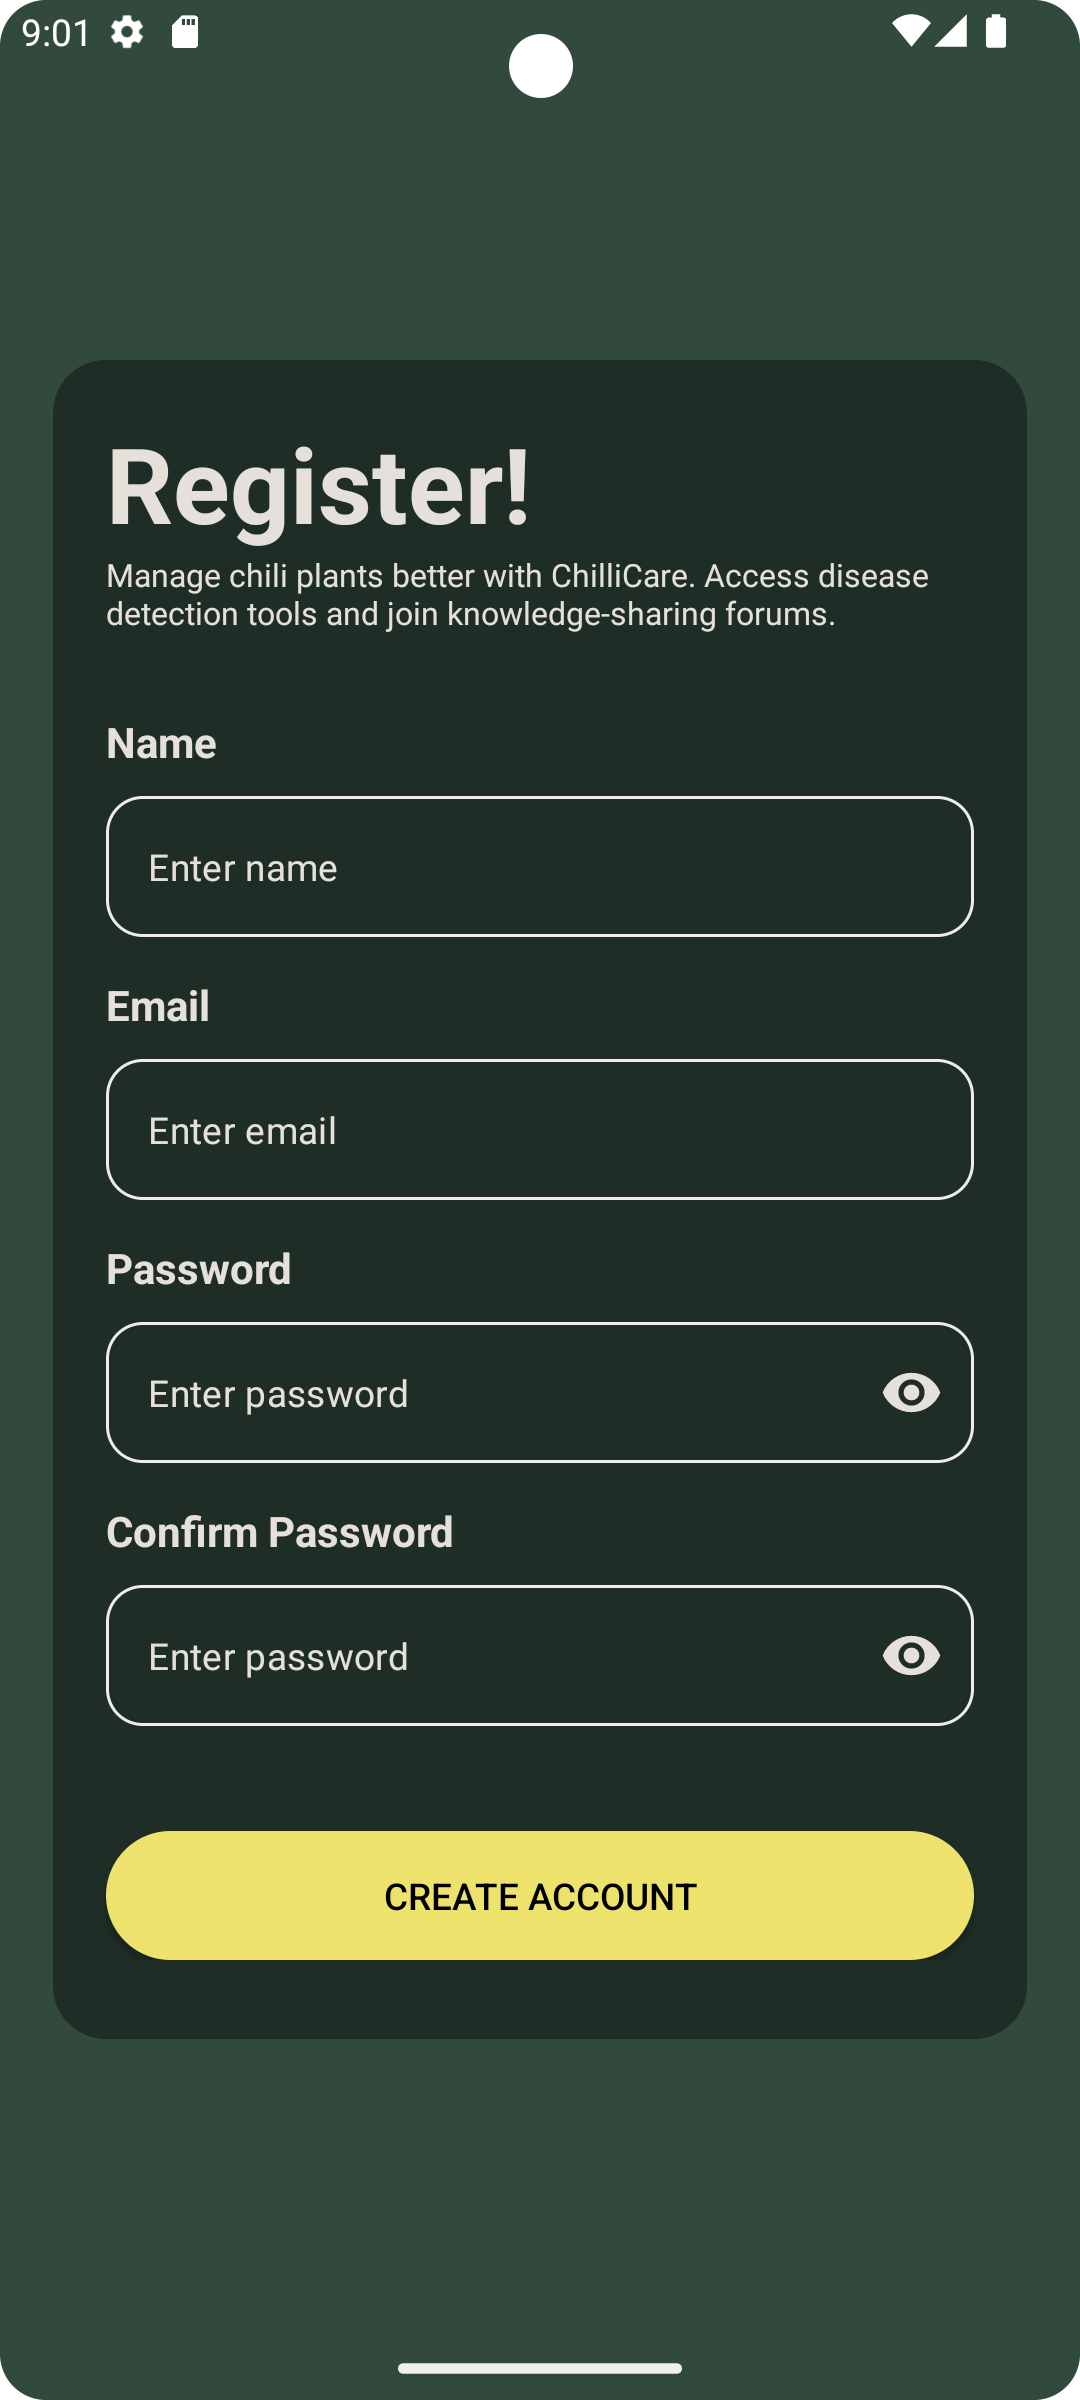 9:01
Register!
Manage chili plants better with ChilliCare. Access disease
detection tools and join knowledge-sharing forums.
Name
Enter name
Email
Enter email
Password
Enter password
Confirm Password
Enter password
CREATE ACCOUNT